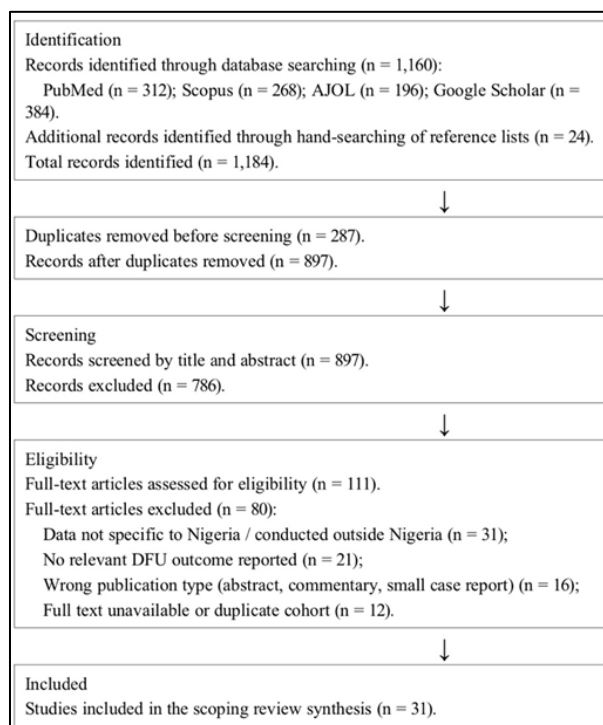 Identification
Records identified through database searching (n = 1,160):
PubMed (n = 312); Scopus (n = 268); AJOL (n = 196); Google Scholar (n =
384).
Additional records identified through hand-searching of reference lists (n = 24).
Total records identified (n = 1,184).
↓
Duplicates removed before screening (n = 287).
Records after duplicates removed (n = 897).
↓
Screening
Records screened by title and abstract (n = 897).
Records excluded (n = 786).
↓
Eligibility
Full-text articles assessed for eligibility (n = 111).
Full-text articles excluded (n = 80):
Data not specific to Nigeria / conducted outside Nigeria (n = 31);
No relevant DFU outcome reported (n = 21);
Wrong publication type (abstract, commentary, small case report) (n = 16);
Full text unavailable or duplicate cohort (n = 12).
↓
Included
Studies included in the scoping review synthesis (n = 31).